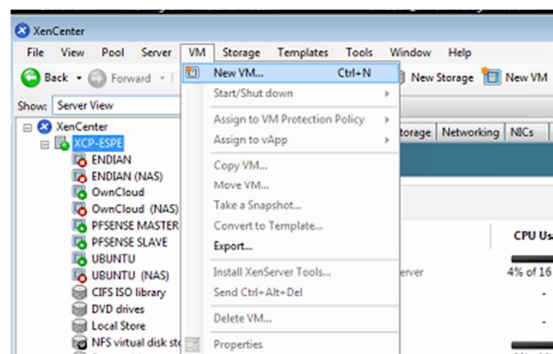 XenCenter
File View Pool Server VM Storage Templates Tools Window Help
Back Forward New Storage New VM
New VM... Ctrl+N
Show: Server View
Start/Shut down
Assign to VM Protection Policy
Assign to vApp
torage Networking NICs
XenCenter
XCP-ESPE
ENDIAN
ENDIAN (NAS)
OwnCloud
OwnCloud (NAS)
PFSENSE MASTER
PFSENSE SLAVE
UBUNTU
UBUNTU (NAS)
CIFS ISO library
DVD drives
Local Store
NFS virtual disk sto
Copy VM...
Move VM...
Take a Snapshot...
Convert to Template...
Export...
Install XenServer Tools...
Send Ctrl+Alt+Del
Delete VM...
Properties
erver
CPU Us
4% of 16
-
-